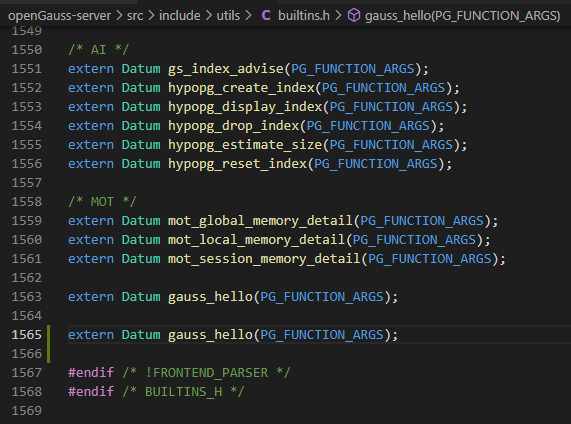 openGauss-server > src > include > utils > C builtins.h > gauss_hello(PG_FUNCTION_ARGS)
1549
1550 /* AI */
1551 extern Datum gs_index_advise(PG_FUNCTION_ARGS);
1552 extern Datum hypopg_create_index(PG_FUNCTION_ARGS);
1553 extern Datum hypopg_display_index(PG_FUNCTION_ARGS);
1554 extern Datum hypopg_drop_index(PG_FUNCTION_ARGS);
1555 extern Datum hypopg_estimate_size(PG_FUNCTION_ARGS);
1556 extern Datum hypopg_reset_index(PG_FUNCTION_ARGS);
1557
1558 /* MOT */
1559 extern Datum mot_global_memory_detail(PG_FUNCTION_ARGS);
1560 extern Datum mot_local_memory_detail(PG_FUNCTION_ARGS);
1561 extern Datum mot_session_memory_detail(PG_FUNCTION_ARGS);
1562
1563 extern Datum gauss_hello(PG_FUNCTION_ARGS);
1564
1565 extern Datum gauss_hello(PG_FUNCTION_ARGS);
1566
1567 #endif /* !FRONTEND_PARSER */
1568 #endif /* BUILTINS_H */
1569